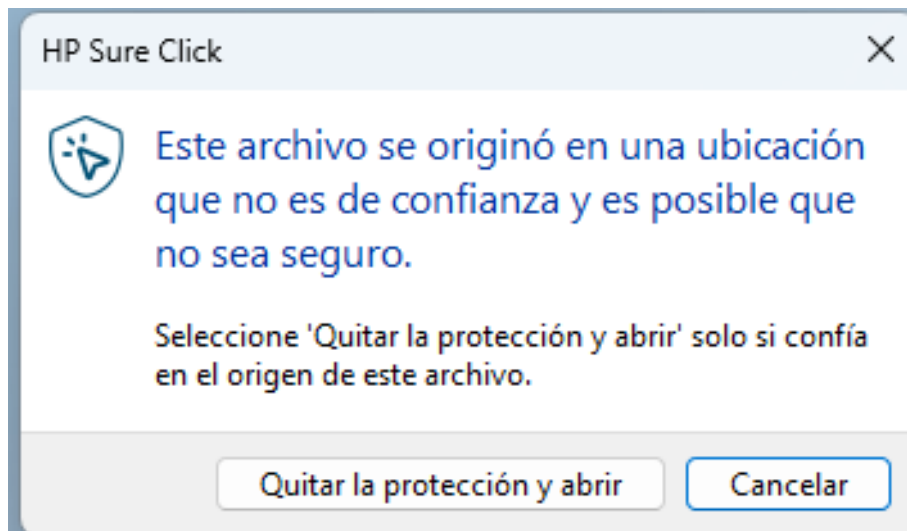 HP Sure Click
Este archivo se originó en una ubicación
que no es de confianza y es posible que
no sea seguro.
Seleccione 'Quitar la protección y abrir' solo si confía
en el origen de este archivo.
Quitar la protección y abrir
Cancelar